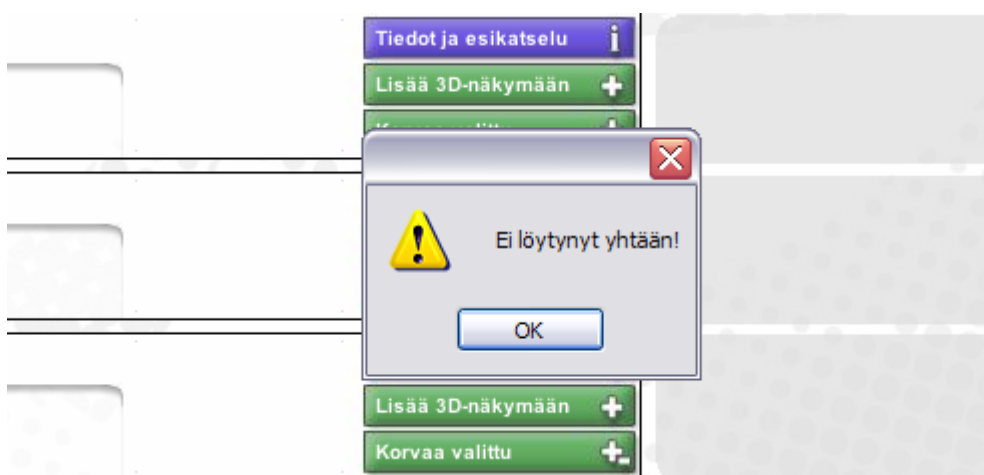 Tiedot ja esikatselu
Lisää 3D-näkymään
Ei löytynyt yhtään!
OK
Lisää 3D-näkymään
Korvaa valittu